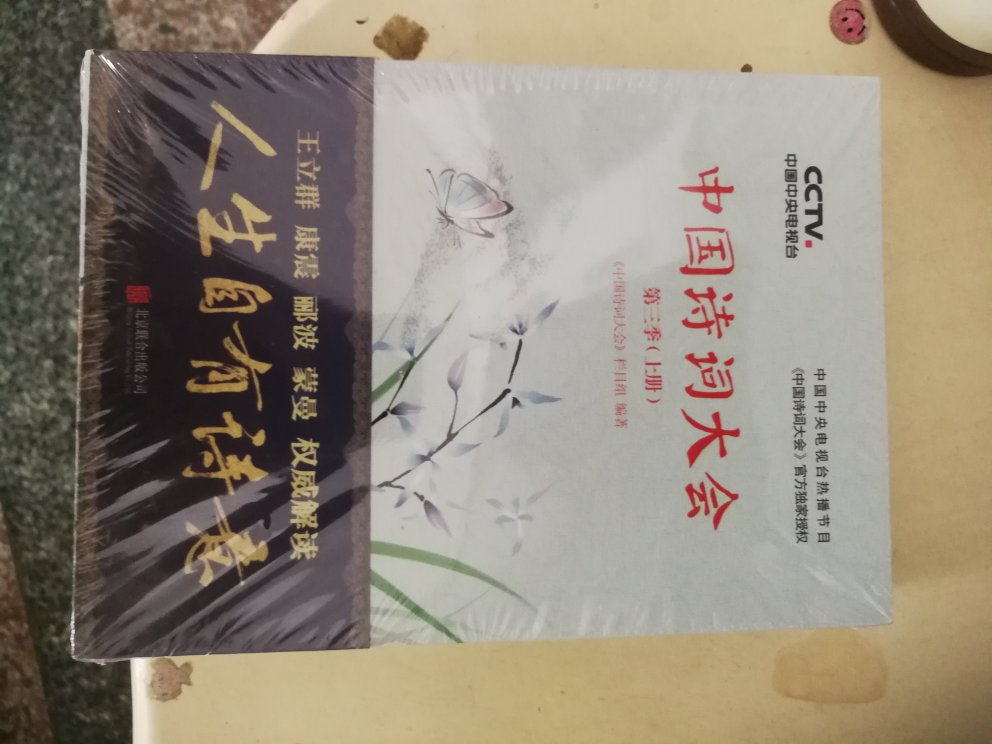 CCTV.
中国中央电视台
中国中央电视台热播节目
《中国诗词大会》官方独家授权
中国诗词大会
第三季（上册）
《中国诗词大会》栏目组 编著
王立群 康震 郦波 蒙曼 权威解读
人生自有诗意
北京联合出版公司